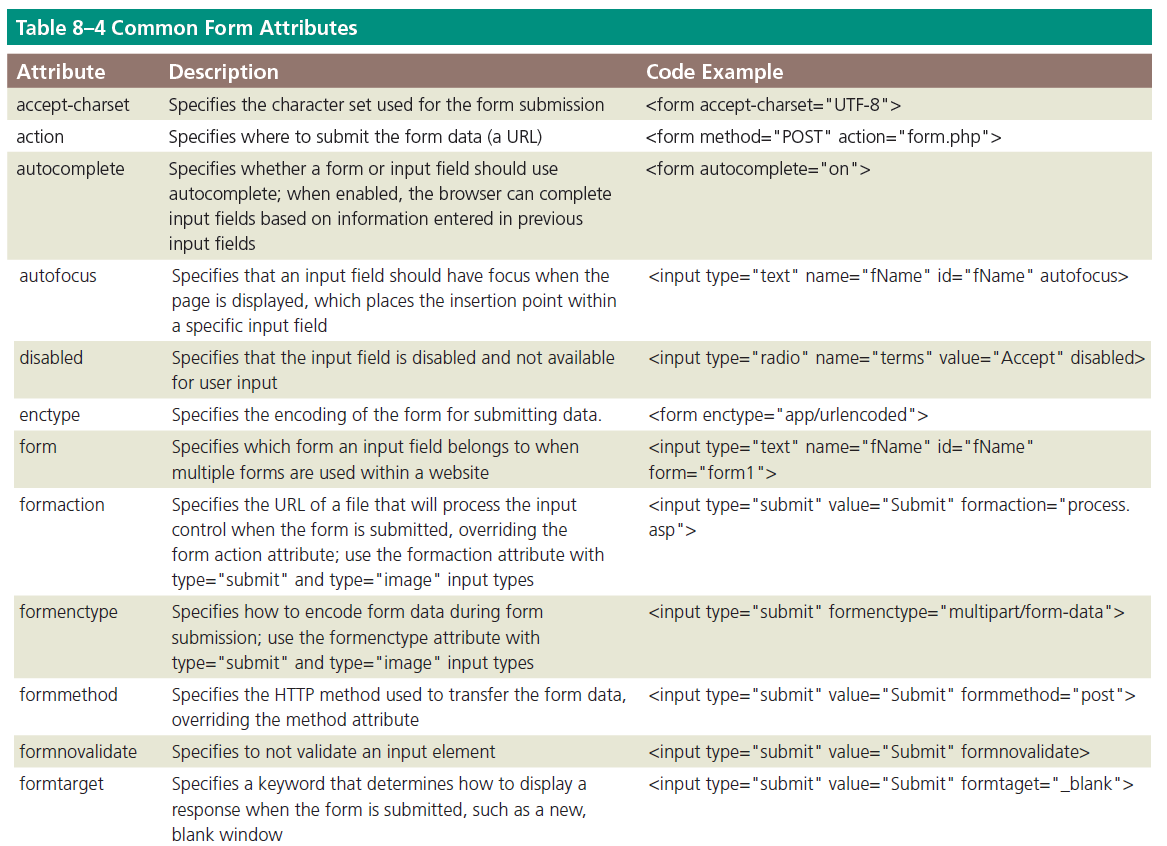 Table 8–4 Common Form Attributes
Attribute Description Code Example
accept-charset Specifies the character set used for the form submission <form accept-charset="UTF-8">
action Specifies where to submit the form data (a URL) <form method="POST" action="form.php">
autocomplete Specifies whether a form or input field should use <form autocomplete="on">
autocomplete; when enabled, the browser can complete
input fields based on information entered in previous
input fields
autofocus Specifies that an input field should have focus when the <input type="text" name="fName" id="fName" autofocus>
page is displayed, which places the insertion point within
a specific input field
disabled Specifies that the input field is disabled and not available <input type="radio" name="terms" value="Accept" disabled>
for user input
enctype Specifies the encoding of the form for submitting data. <form enctype="app/urlencoded">
form Specifies which form an input field belongs to when <input type="text" name="fName" id="fName"
multiple forms are used within a website form="form1">
formaction Specifies the URL of a file that will process the input <input type="submit" value="Submit" formaction="process.
control when the form is submitted, overriding the asp">
form action attribute; use the formaction attribute with
type="submit" and type="image" input types
formenctype Specifies how to encode form data during form <input type="submit" formenctype="multipart/form-data">
submission; use the formenctype attribute with
type="submit" and type="image" input types
formmethod Specifies the HTTP method used to transfer the form data, <input type="submit" value="Submit" formmethod="post">
overriding the method attribute
formnovalidate Specifies to not validate an input element <input type="submit" value="Submit" formnovalidate>
formtarget Specifies a keyword that determines how to display a <input type="submit" value="Submit" formtaget="_blank">
response when the form is submitted, such as a new,
blank window